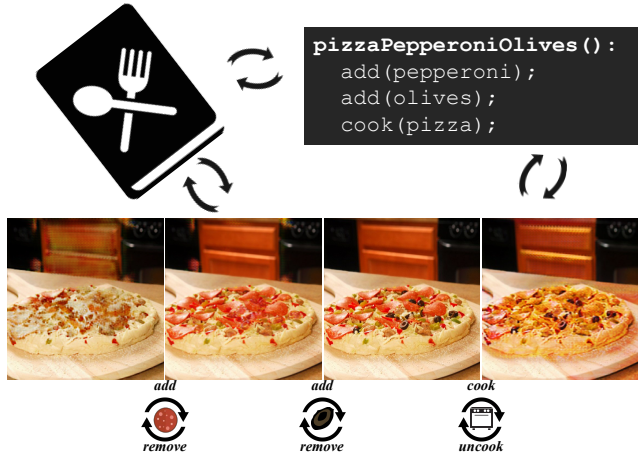 pizzaPepperoniOlives():
add(pepperoni);
add(olives);
cook(pizza);
add
add
cook
remove
remove
uncook